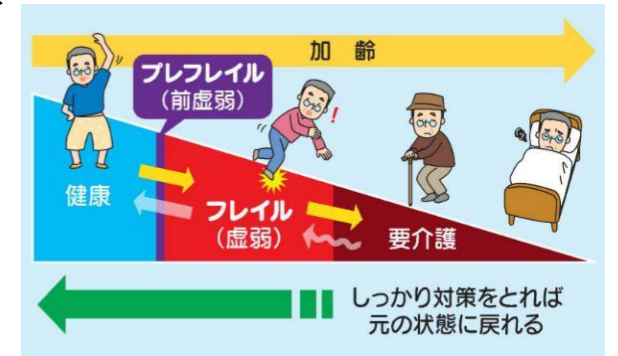 加齢
プレフレイル
（前虚弱）
健康
フレイル
（虚弱）
要介護
しっかり対策をとれば
元の状態に戻れる